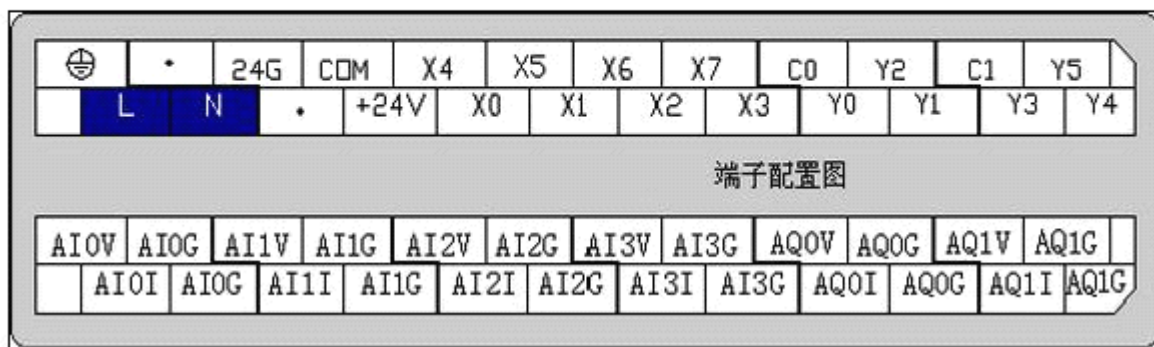 24G COM X4 X5 X6 X7 C0 Y2 C1 Y5
L N +24V X0 X1 X2 X3 Y0 Y1 Y3 Y4
端子配置图
AI0V AI0G AI1V AI1G AI2V AI2G AI3V AI3G AQ0V AQ0G AQ1V AQ1G
AI0I AI0G AI1I AI1G AI2I AI2G AI3I AI3G AQ0I AQ0G AQ1I AQ1G